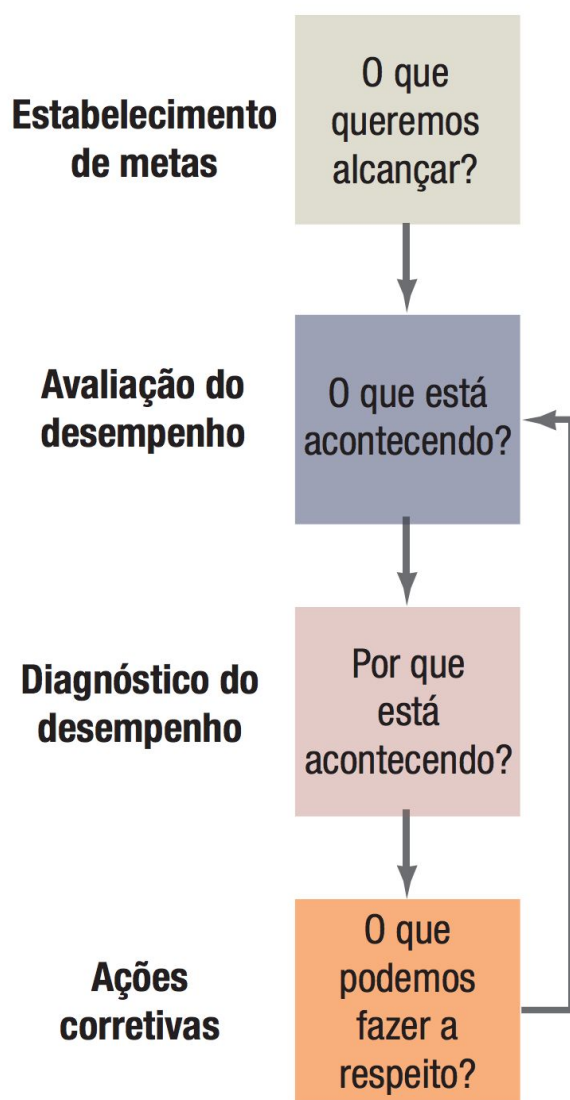 Estabelecimento
de metas
O que
queremos
alcançar?
Avaliação do
desempenho
O que está
acontecendo?
Diagnóstico do
desempenho
Por que
está
acontecendo?
Ações
corretivas
O que
podemos
fazer a
respeito?